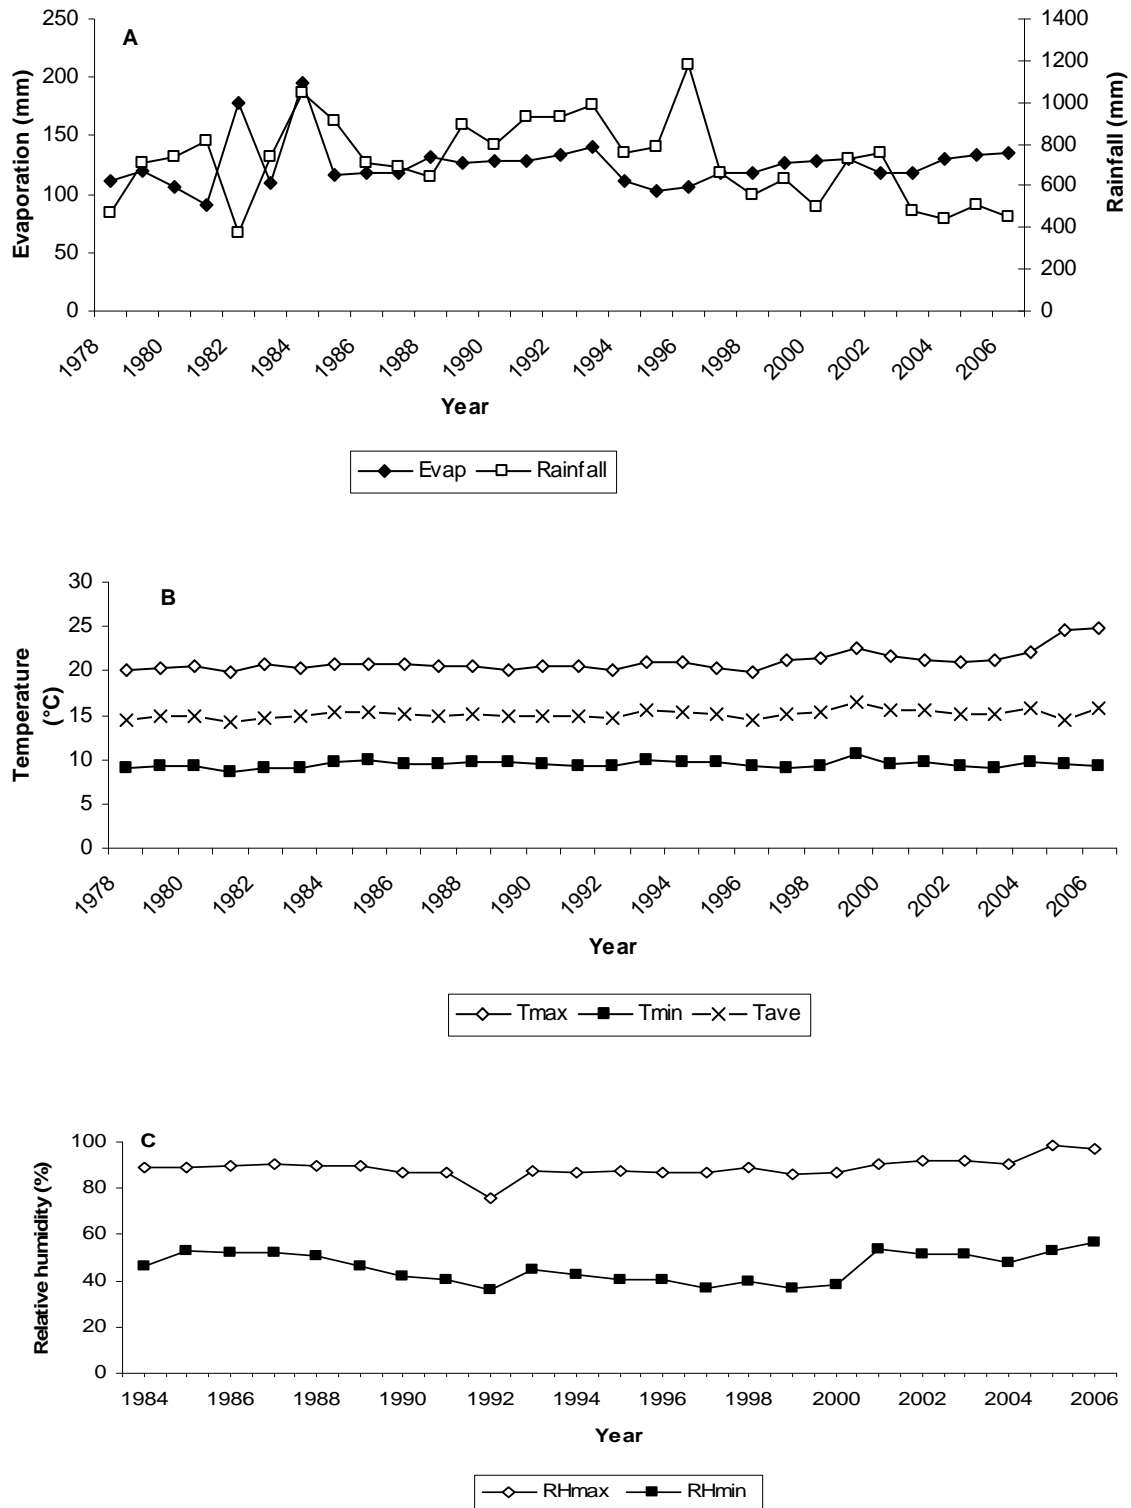 A
Evaporation (mm)
Rainfall (mm)
250
200
150
100
50
0
1400
1200
1000
800
600
400
200
0
1978 1980 1982 1984 1986 1988 1990 1992 1994 1996 1998 2000 2002 2004 2006
Year
Evap Rainfall
B
Temperature
(°C)
30
25
20
15
10
5
0
1978 1980 1982 1984 1986 1988 1990 1992 1994 1996 1998 2000 2002 2004 2006
Year
Tmax Tmin Tave
C
Relative humidity (%)
100
80
60
40
20
0
1984 1986 1988 1990 1992 1994 1996 1998 2000 2002 2004 2006
Year
RHmax RHmin